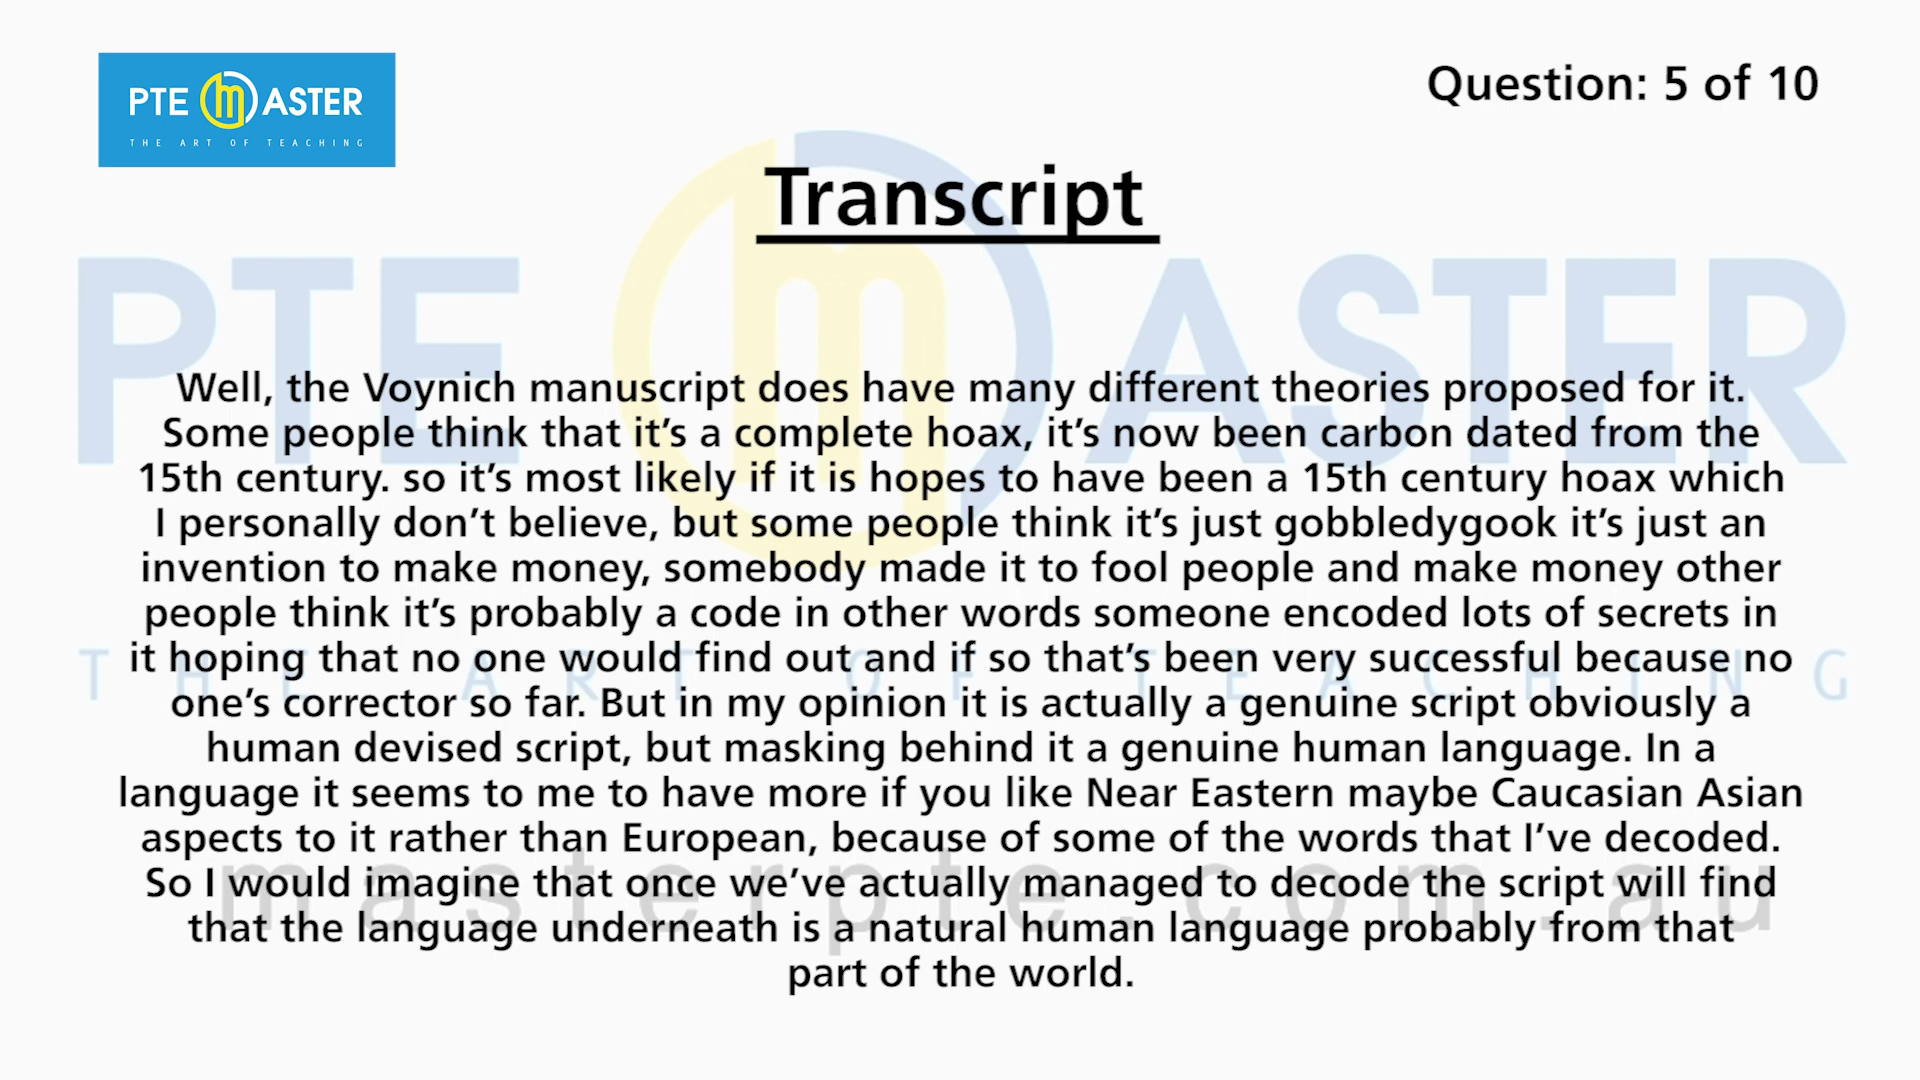 PTE MASTER
THE ART OF TEACHING
Question: 5 of 10
Transcript
PTE MASTER
THE ART OF TEACHING
masterpte.com.au
Well, the Voynich manuscript does have many different theories proposed for it.
Some people think that it’s a complete hoax, it’s now been carbon dated from the
15th century. so it’s most likely if it is hopes to have been a 15th century hoax which
I personally don’t believe, but some people think it’s just gobbledygook it’s just an
invention to make money, somebody made it to fool people and make money other
people think it’s probably a code in other words someone encoded lots of secrets in
it hoping that no one would find out and if so that’s been very successful because no
one’s corrector so far. But in my opinion it is actually a genuine script obviously a
human devised script, but masking behind it a genuine human language. In a
language it seems to me to have more if you like Near Eastern maybe Caucasian Asian
aspects to it rather than European, because of some of the words that I’ve decoded.
So I would imagine that once we’ve actually managed to decode the script will find
that the language underneath is a natural human language probably from that
part of the world.